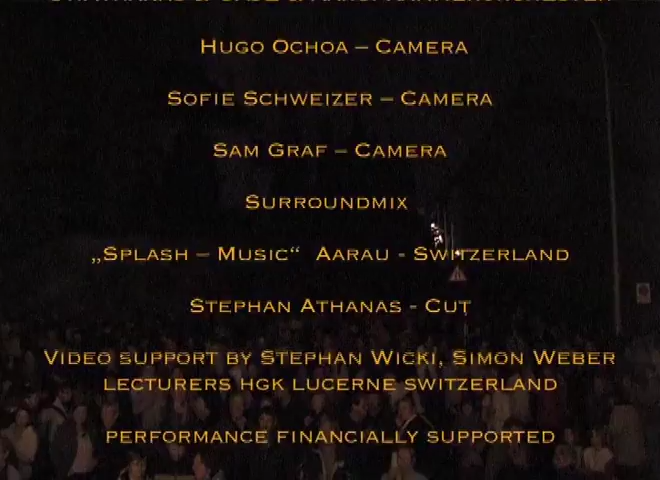 HUGO OCHOA – CAMERA
SOFIE SCHWEIZER – CAMERA
SAM GRAF – CAMERA
SURROUNDMIX
„SPLASH – MUSIC“ AARAU - SWITZERLAND
STEPHAN ATHANAS - CUT
VIDEO SUPPORT BY STEPHAN WICKI, SIMON WEBER
LECTURERS HGK LUCERNE SWITZERLAND
PERFORMANCE FINANCIALLY SUPPORTED